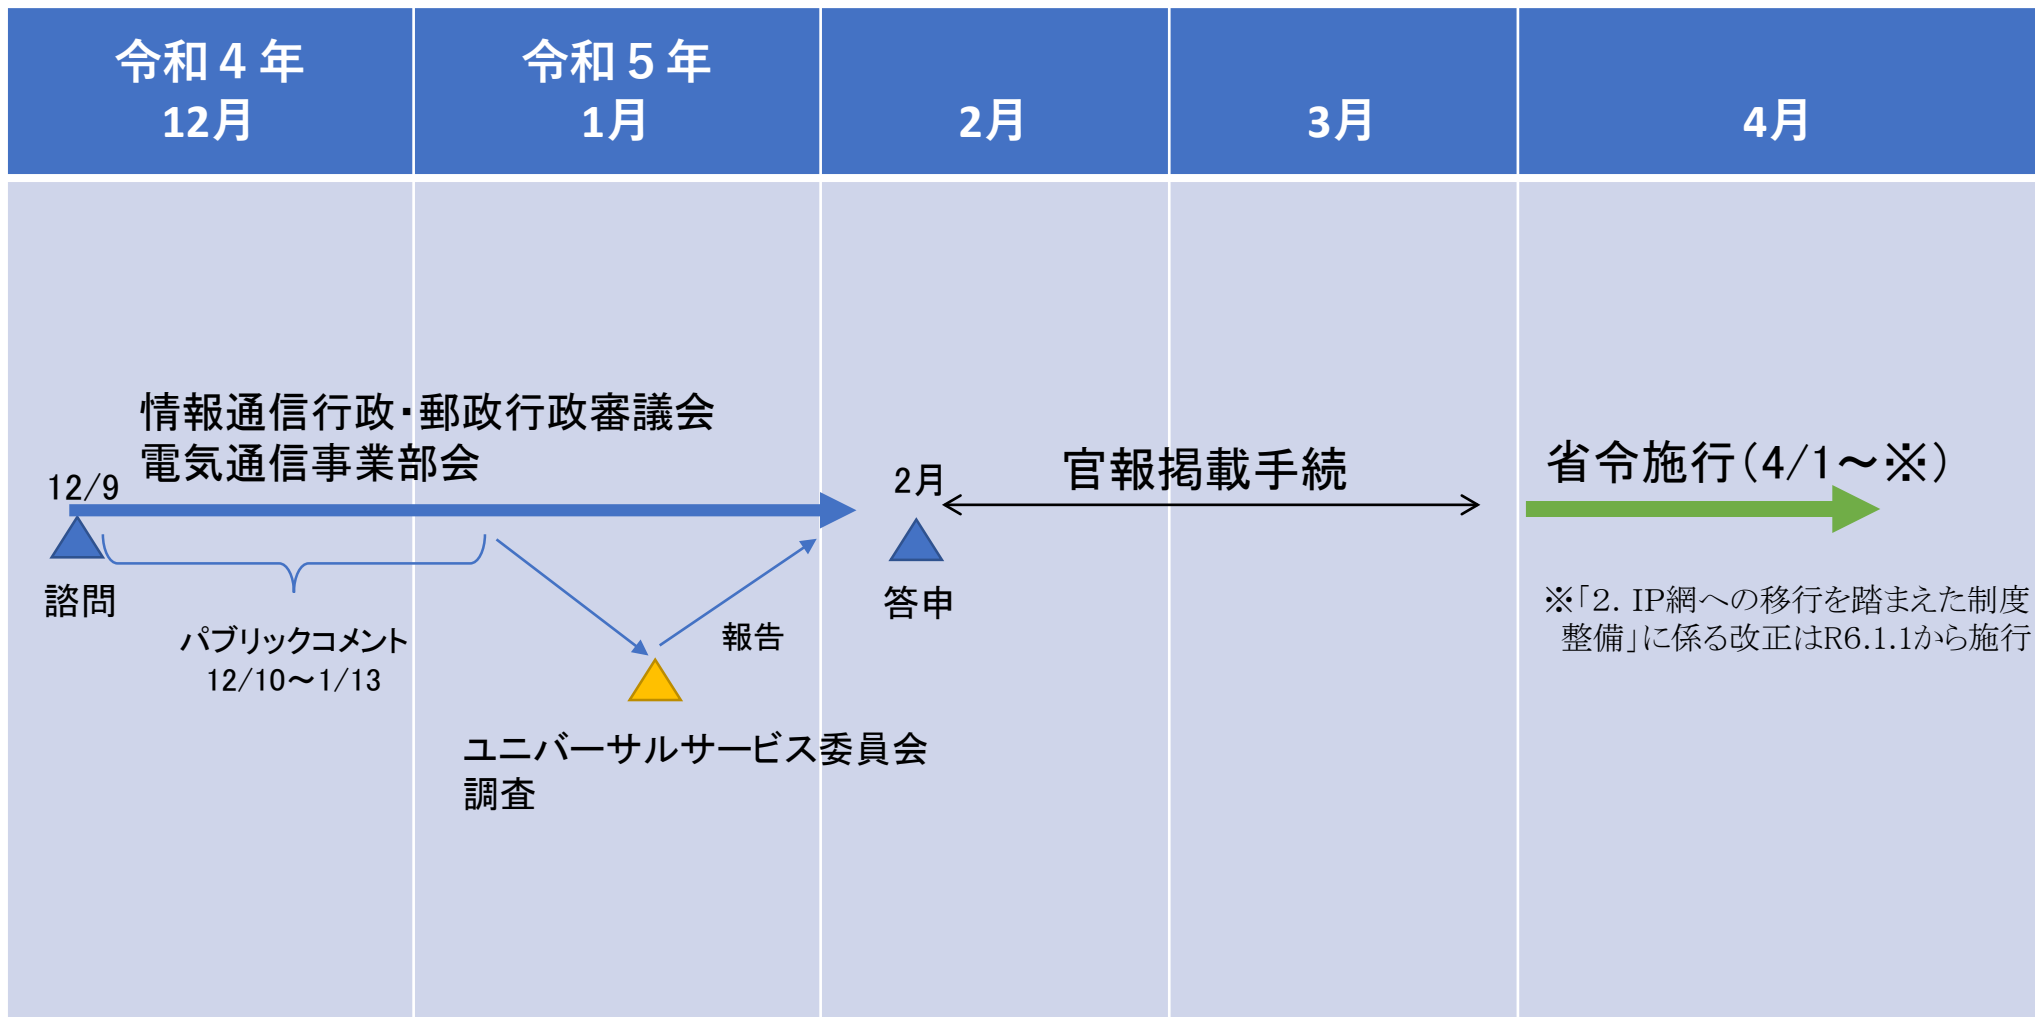 令和４年
12月
令和５年
1月
2月
3月
4月
情報通信行政・郵政行政審議会
電気通信事業部会
12/9
諮問
パブリックコメント
12/10～1/13
報告
ユニバーサルサービス委員会
調査
2月
答申
官報掲載手続
省令施行（4/1～※）
※「2．IP網への移行を踏まえた制度
整備」に係る改正はR6.1.1から施行